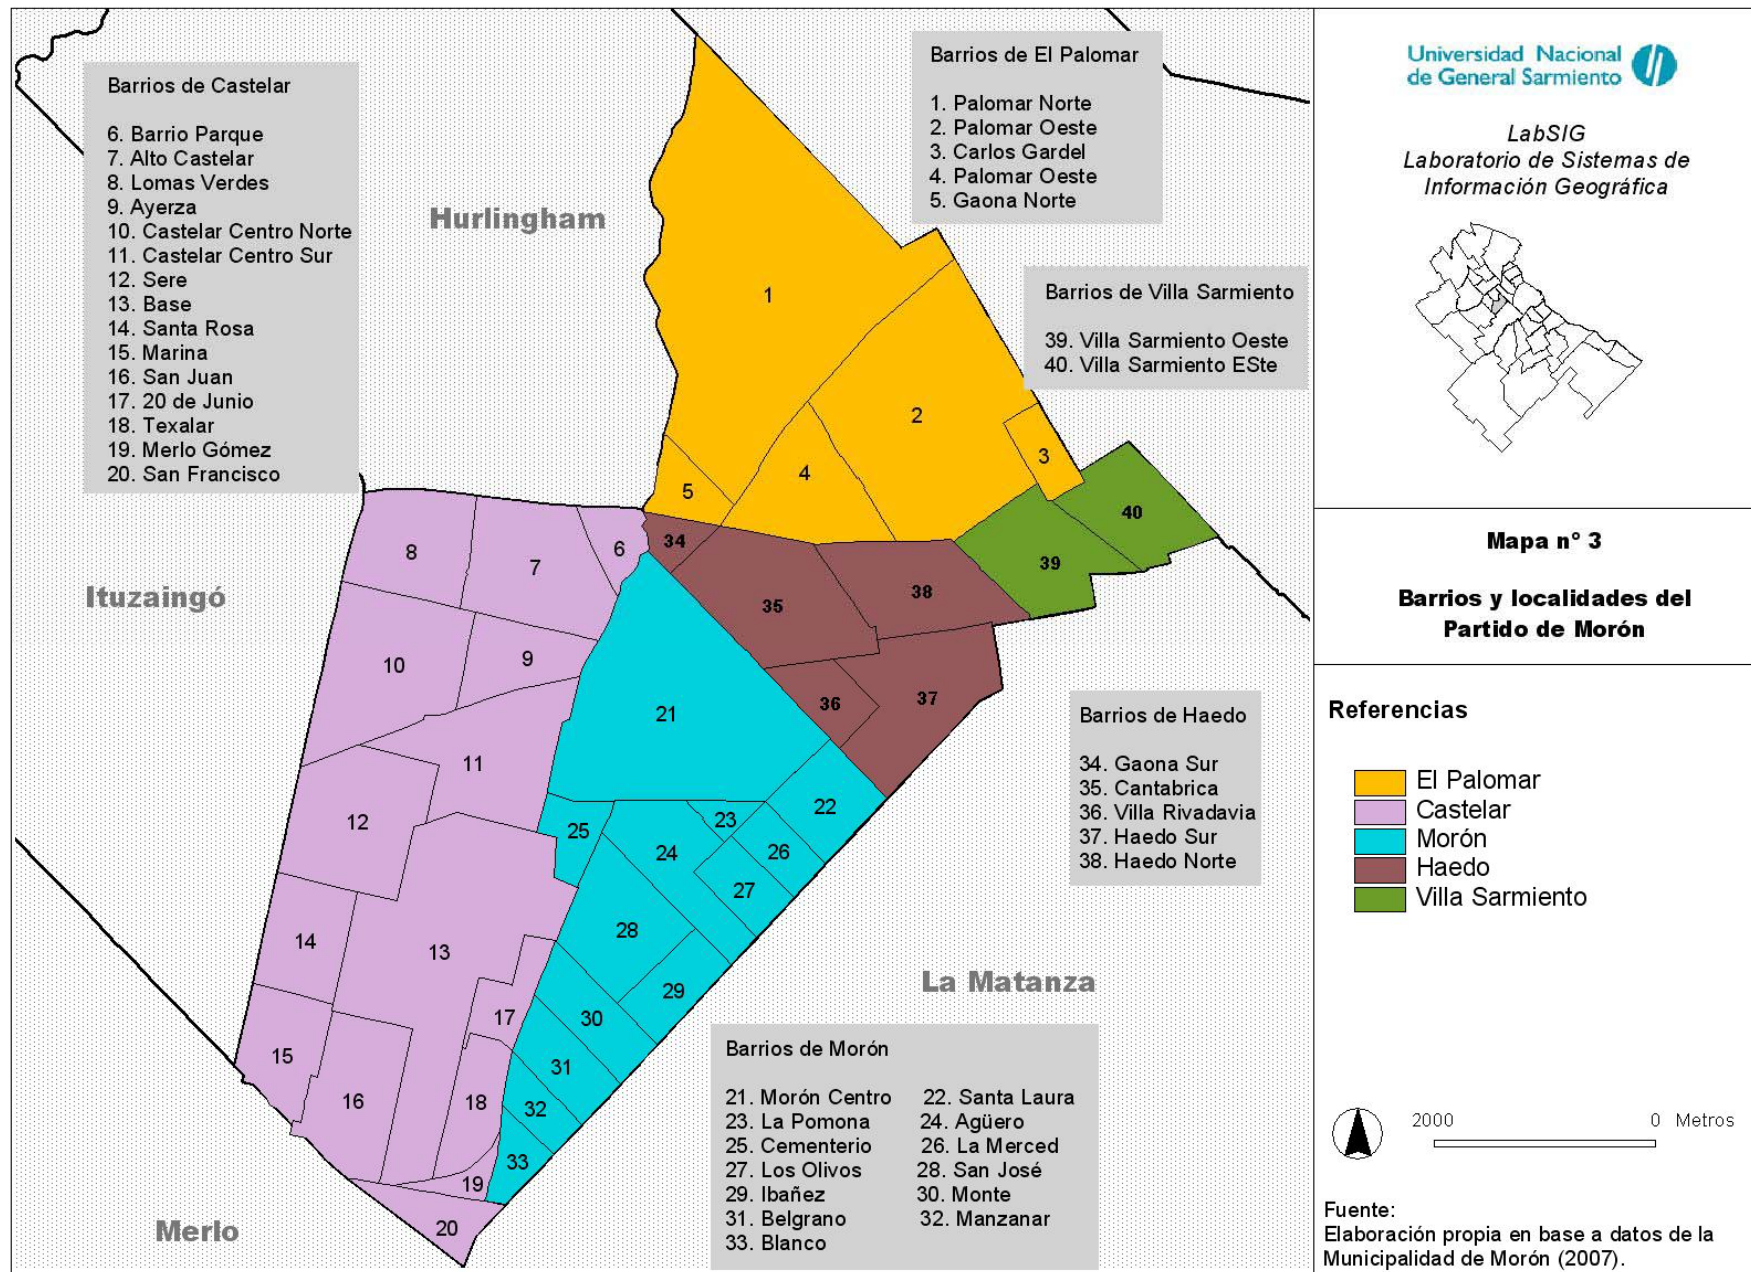 Barrios de Castelar
6. Barrio Parque
7. Alto Castelar
8. Lomas Verdes
9. Ayerza
10. Castelar Centro Norte
11. Castelar Centro Sur
12. Sere
13. Base
14. Santa Rosa
15. Marina
16. San Juan
17. 20 de Junio
18. Texalar
19. Merlo Gómez
20. San Francisco
Barrios de El Palomar
1. Palomar Norte
2. Palomar Oeste
3. Carlos Gardel
4. Palomar Oeste
5. Gaona Norte
Barrios de Villa Sarmiento
39. Villa Sarmiento Oeste
40. Villa Sarmiento ESte
Hurlingham
Ituzaingó
La Matanza
Merlo
1
2
3
4
5
40
39
34
35
38
36
37
6
7
8
9
10
11
21
12
22
23
25
24
26
27
28
13
14
29
17
30
15
31
16
18
32
33
19
20
Barrios de Haedo
34. Gaona Sur
35. Cantabrica
36. Villa Rivadavia
37. Haedo Sur
38. Haedo Norte
Barrios de Morón
21. Morón Centro 22. Santa Laura
23. La Pomona 24. Agüero
25. Cementerio 26. La Merced
27. Los Olivos 28. San José
29. Ibañez 30. Monte
31. Belgrano 32. Manzanar
33. Blanco
Universidad Nacional
de General Sarmiento
LabSIG
Laboratorio de Sistemas de
Información Geográfica
Mapa n° 3
Barrios y localidades del
Partido de Morón
Referencias
El Palomar
Castelar
Morón
Haedo
Villa Sarmiento
2000 0 Metros
Fuente:
Elaboración propia en base a datos de la
Municipalidad de Morón (2007).